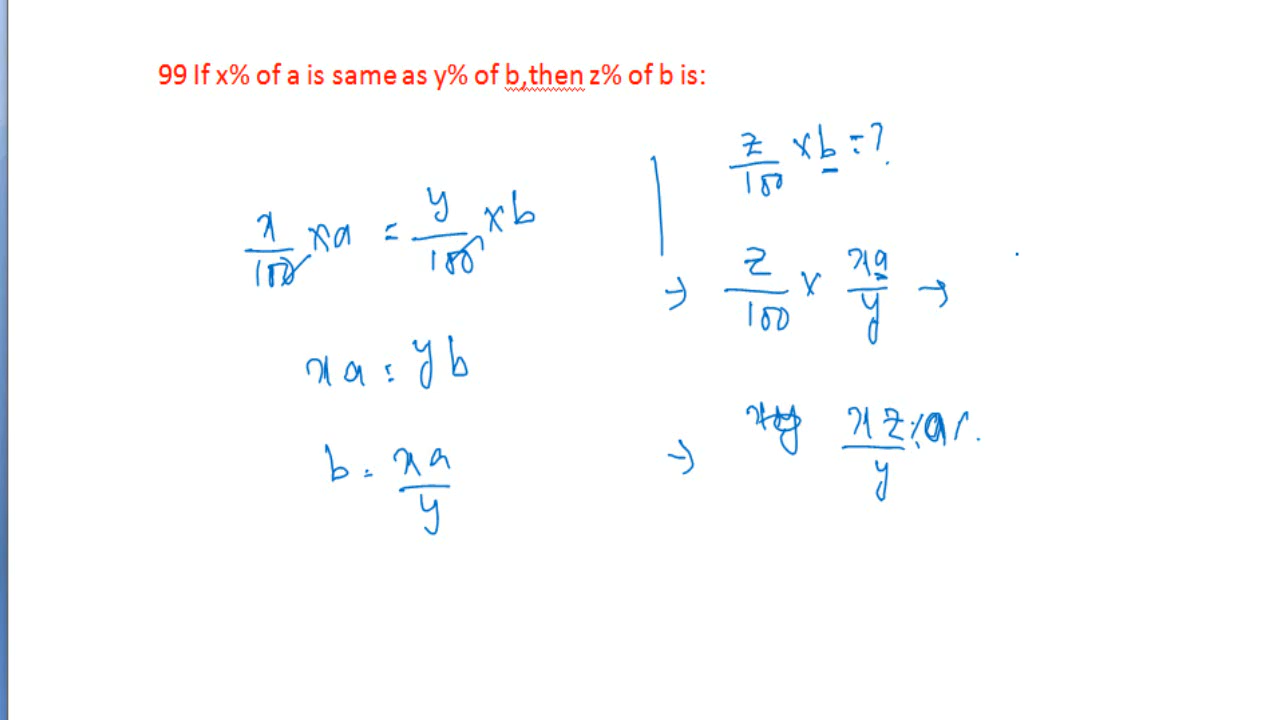 99 If x% of a is same as y% of b,then z% of b is:
x/100 × a = y/100 × b
xa = yb
b = xa/y
z/100 × b = ?
→ z/100 × xa/y →
→ xz/y % a